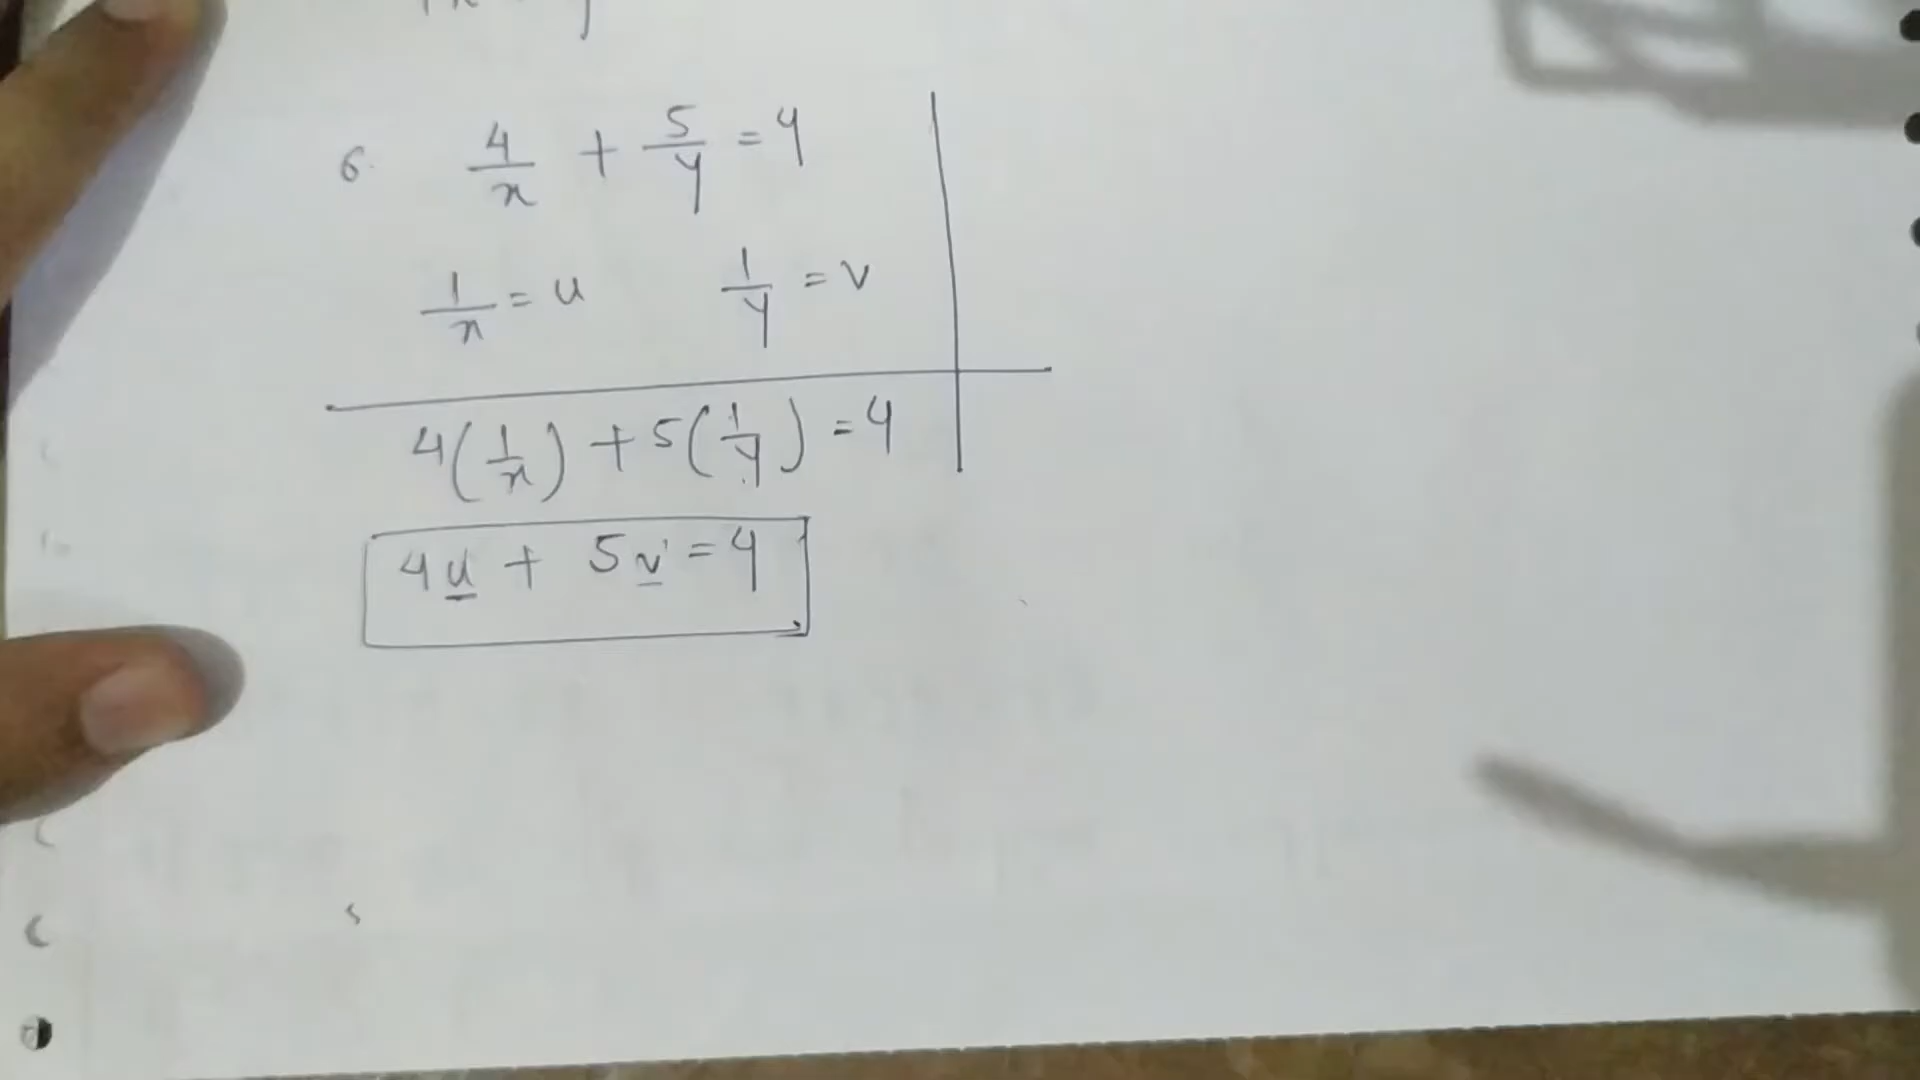 6. 4/x + 5/y = 4
1/x = u 1/y = v
4(1/x) + 5(1/y) = 4
4u + 5v = 4